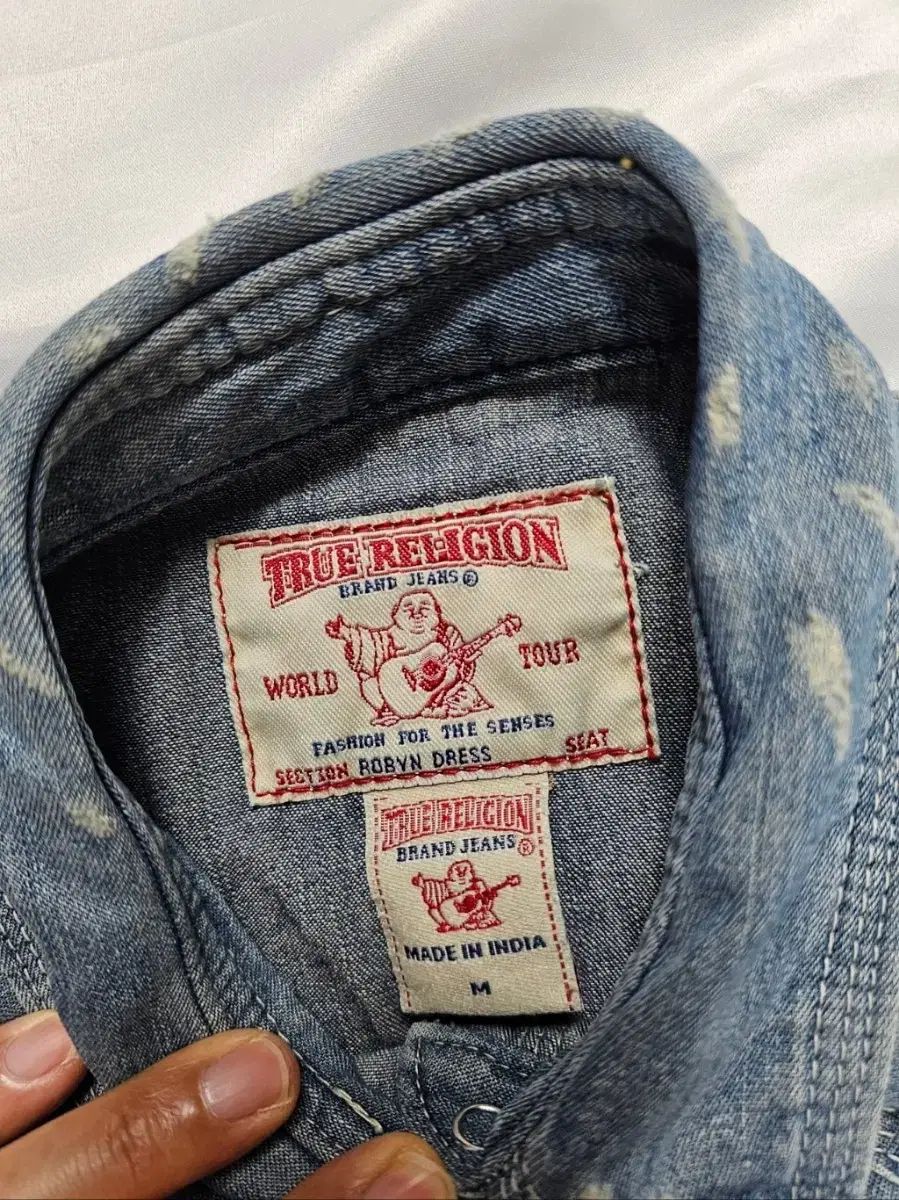 TRUE RELIGION
BRAND JEANS®
WORLD TOUR
FASHION FOR THE SENSES
SECTION ROBYN DRESS SEAT
TRUE RELIGION
BRAND JEANS®
MADE IN INDIA
M